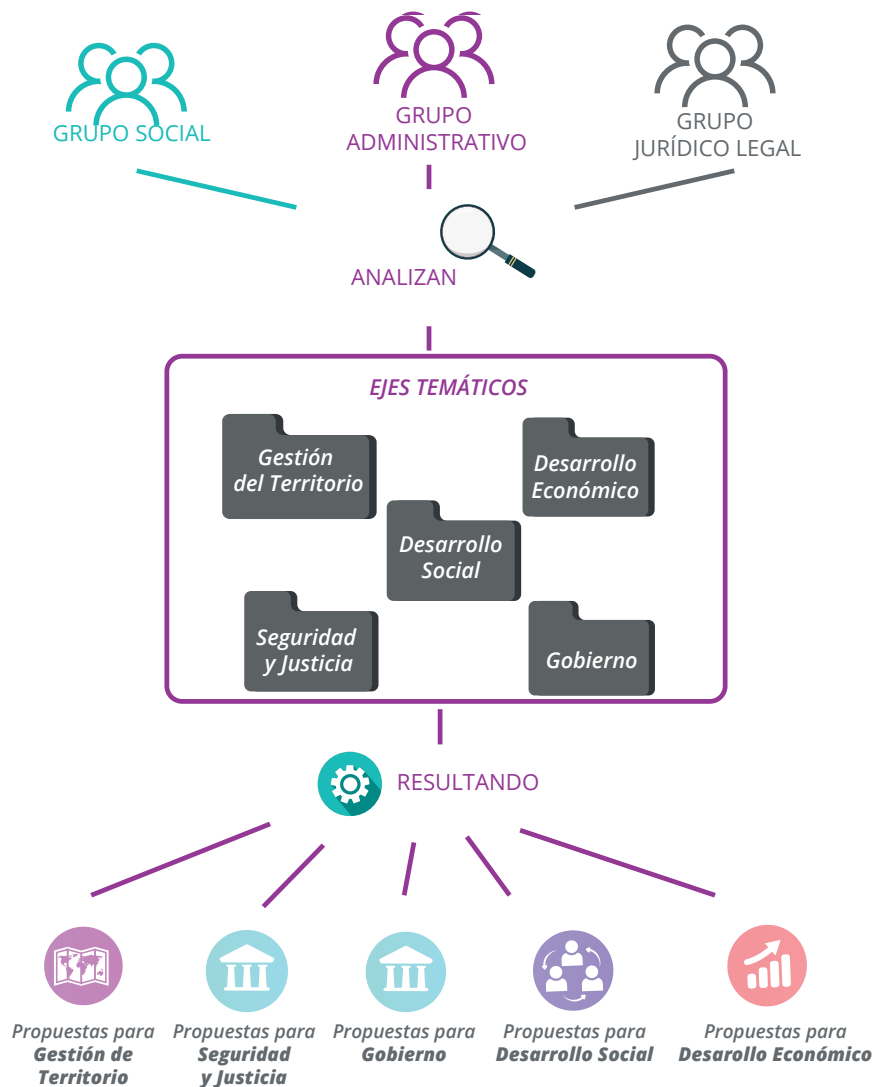 GRUPO SOCIAL
GRUPO
ADMINISTRATIVO
GRUPO
JURÍDICO LEGAL
ANALIZAN
EJES TEMÁTICOS
Gestión
del Territorio
Desarrollo
Económico
Desarrollo
Social
Seguridad
y Justicia
Gobierno
RESULTANDO
Propuestas para
Gestión de
Territorio
Propuestas para
Seguridad
y Justicia
Propuestas para
Gobierno
Propuestas para
Desarrollo Social
Propuestas para
Desarollo Económico